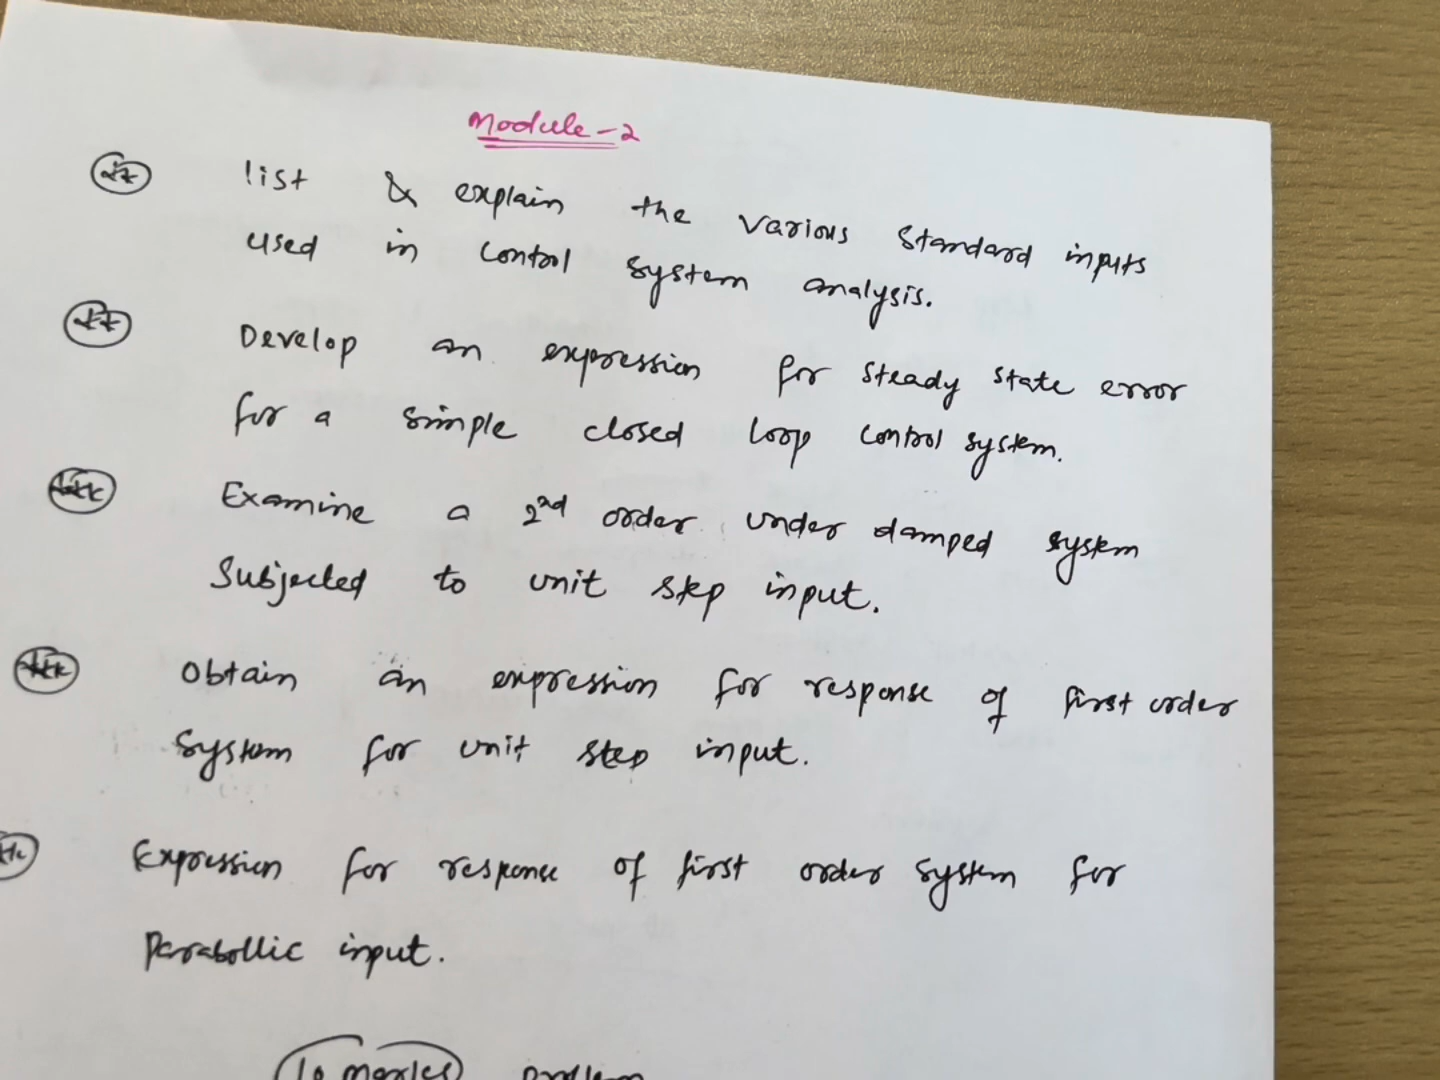 Module-2
list & explain the various standard inputs
used in control system analysis.
Develop an expression for steady state error
for a simple closed loop control system.
Examine a 2nd order under damped system
Subjected to unit step input.
Obtain an expression for response of first order
system for unit step input.
Expression for response of first order system for
Parabollic input.
10 marks problem